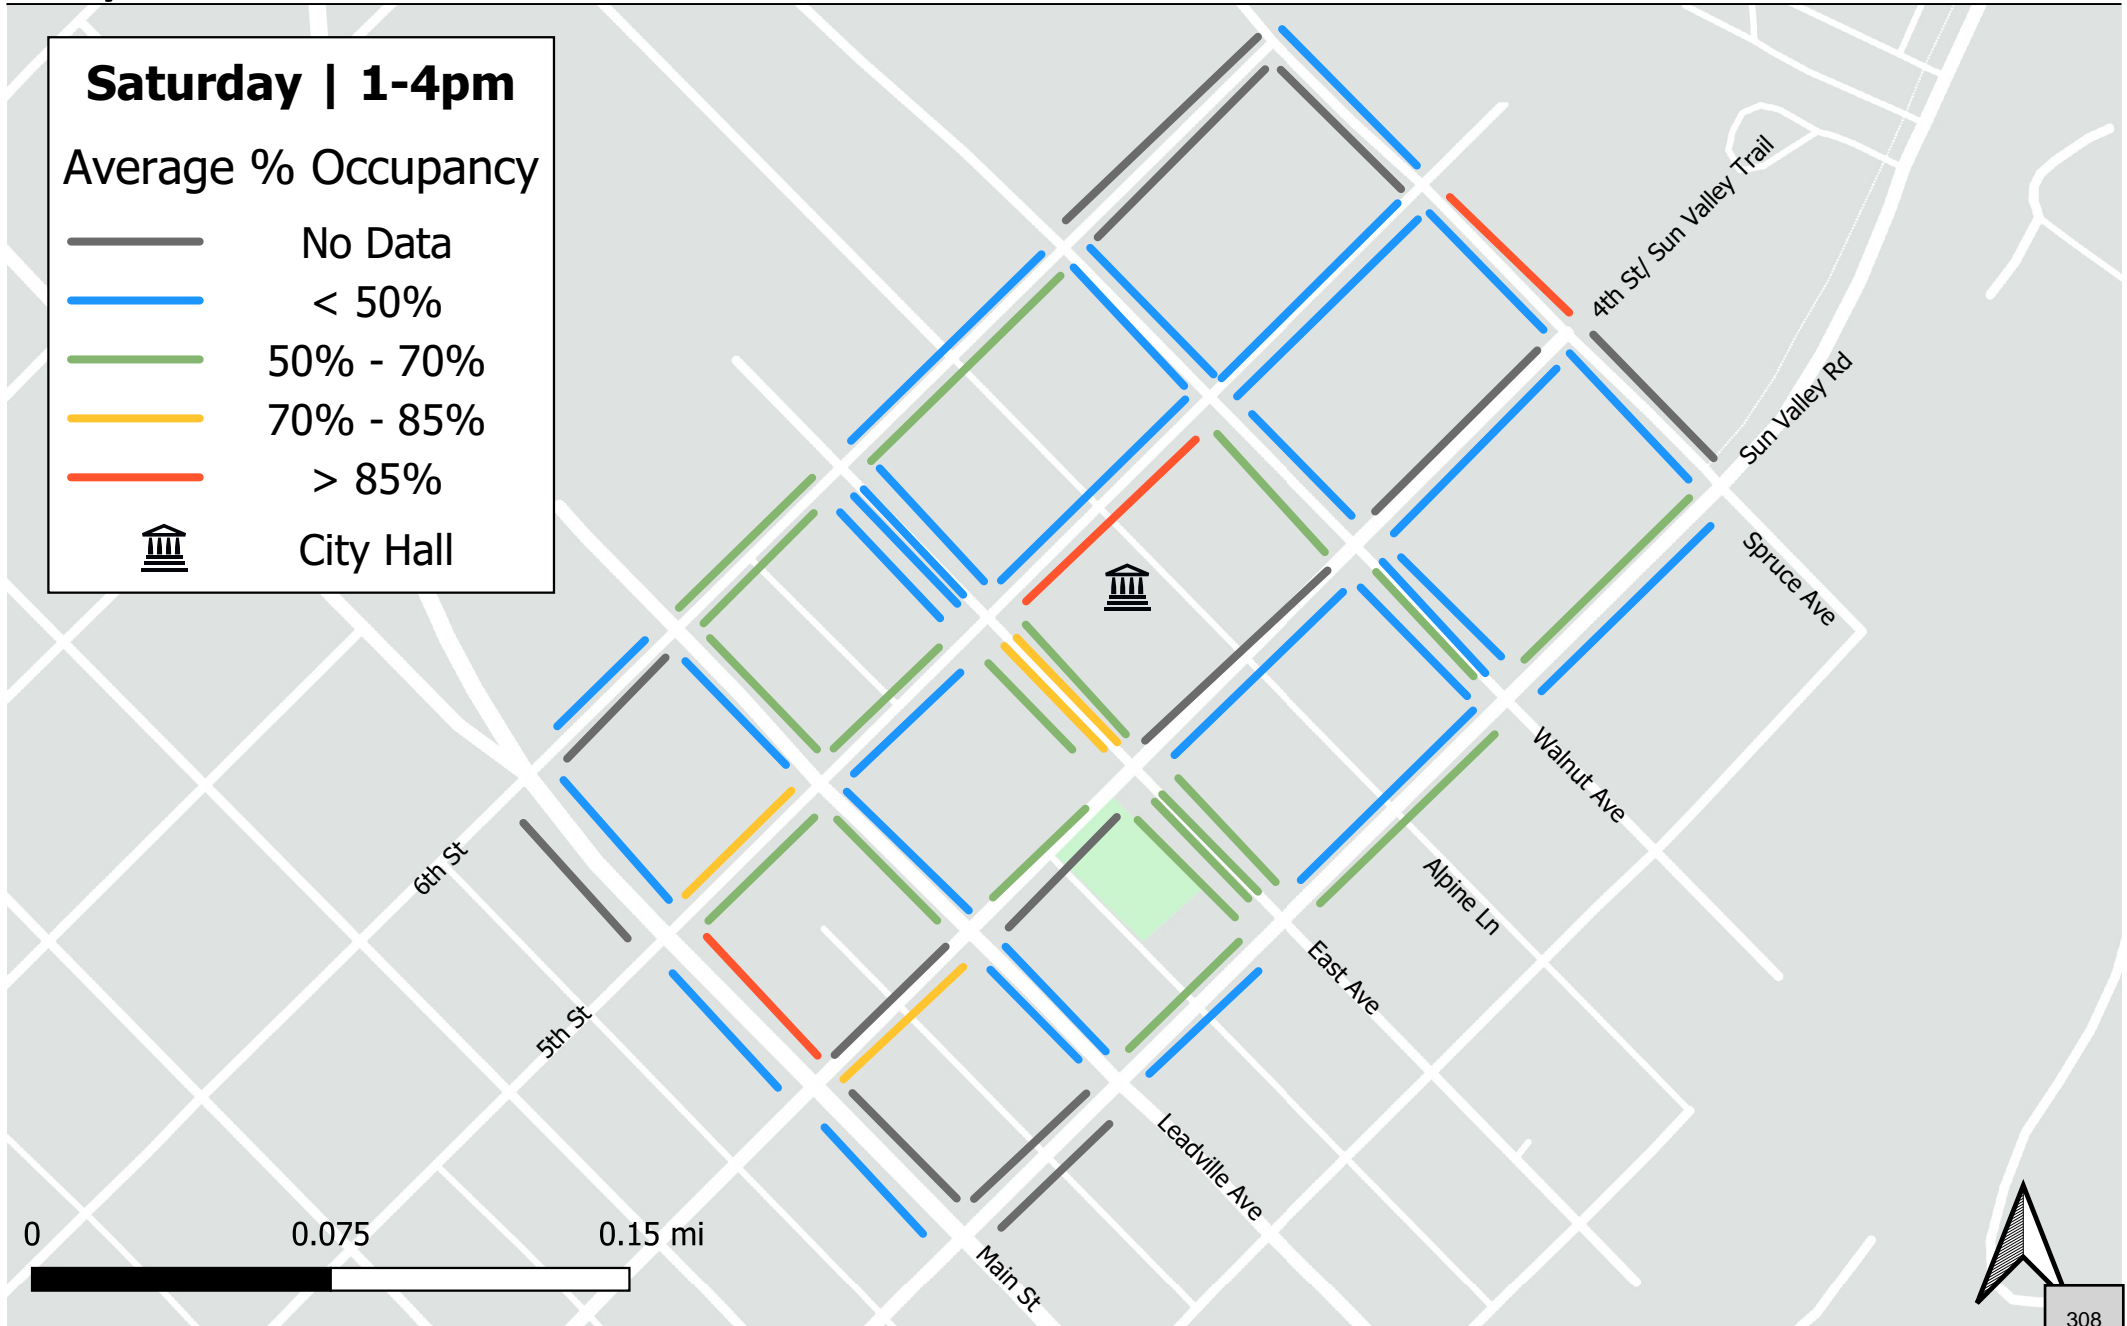 Saturday | 1-4pm
Average % Occupancy
No Data
< 50%
50% - 70%
70% - 85%
> 85%
City Hall
4th St/ Sun Valley Trail
Sun Valley Rd
Spruce Ave
Walnut Ave
Alpine Ln
East Ave
Leadville Ave
Main St
6th St
5th St
0 0.075 0.15 mi
308